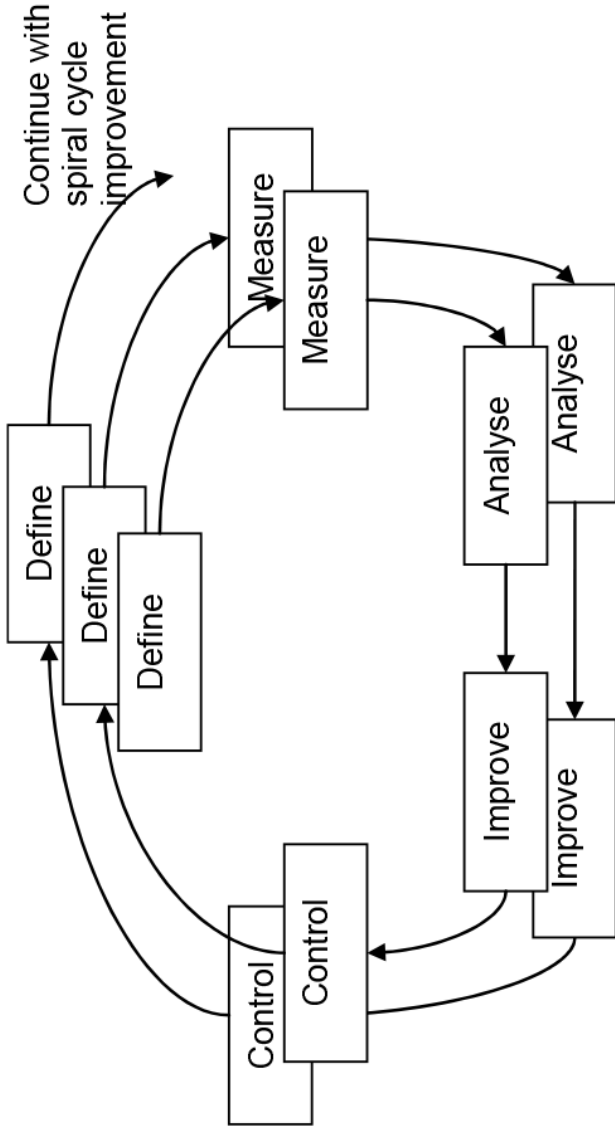 Continue with
spiral cycle
improvement
Define
Define
Define
Measure
Measure
Analyse
Analyse
Improve
Improve
Control
Control